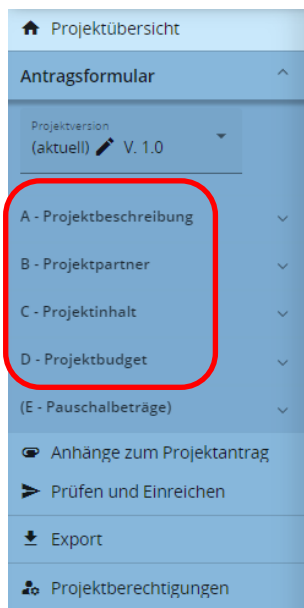 Projektübersicht
Antragsformular
Projektversion
(aktuell) V. 1.0
A - Projektbeschreibung
B - Projektpartner
C - Projektinhalt
D - Projektbudget
(E - Pauschalbeträge)
Anhänge zum Projektantrag
Prüfen und Einreichen
Export
Projektberechtigungen